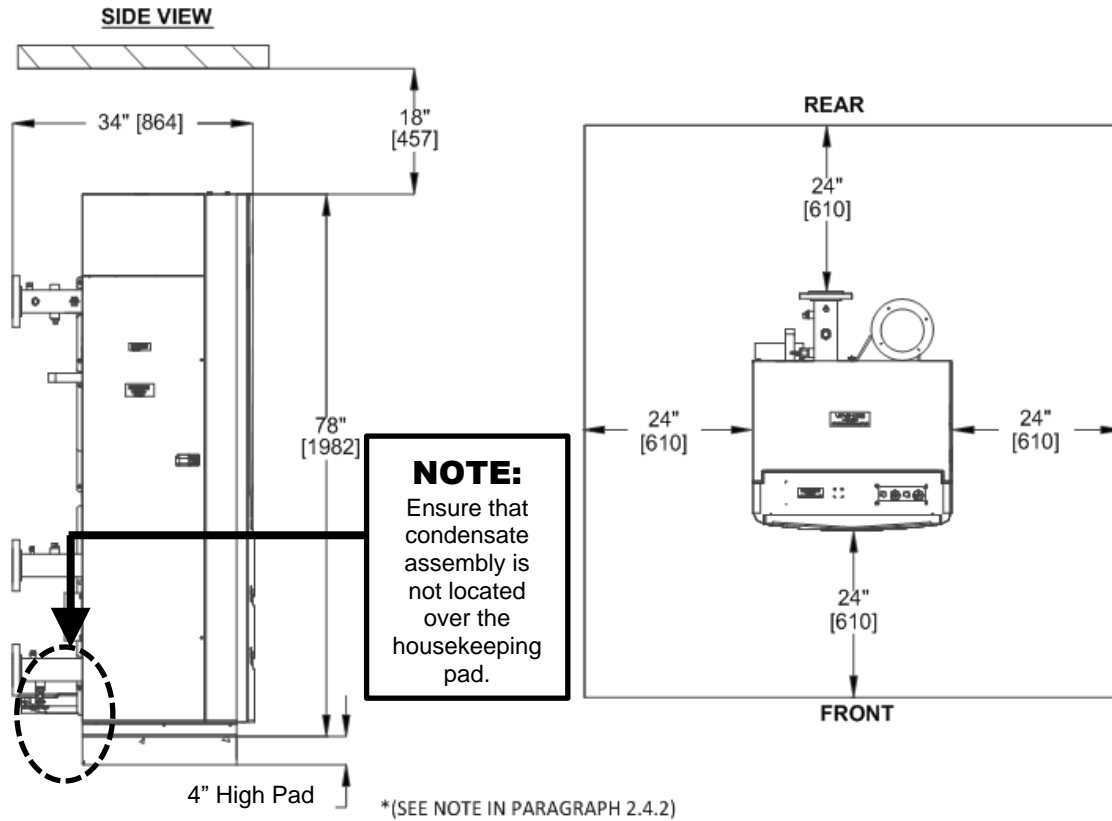 SIDE VIEW
34" [864]
18"
[457]
78"
[1982]
NOTE:
Ensure that
condensate
assembly is
not located
over the
housekeeping
pad.
4” High Pad
REAR
24"
[610]
24"
[610]
24"
[610]
24"
[610]
FRONT
*(SEE NOTE IN PARAGRAPH 2.4.2)